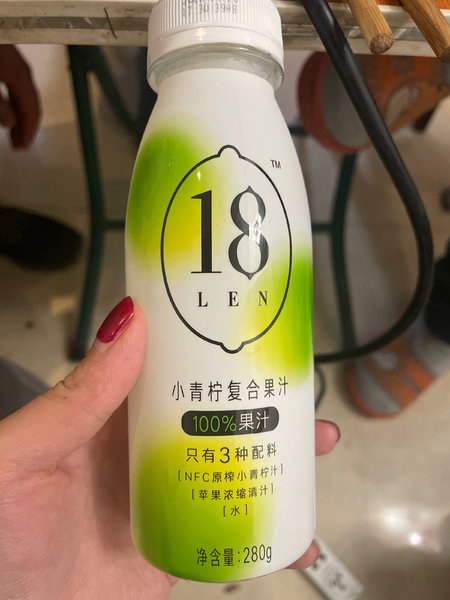 18
TM
LEN
小青柠复合果汁
100%果汁
只有3种配料
[NFC原榨小青柠汁]
[苹果浓缩清汁]
[水]
净含量:280g